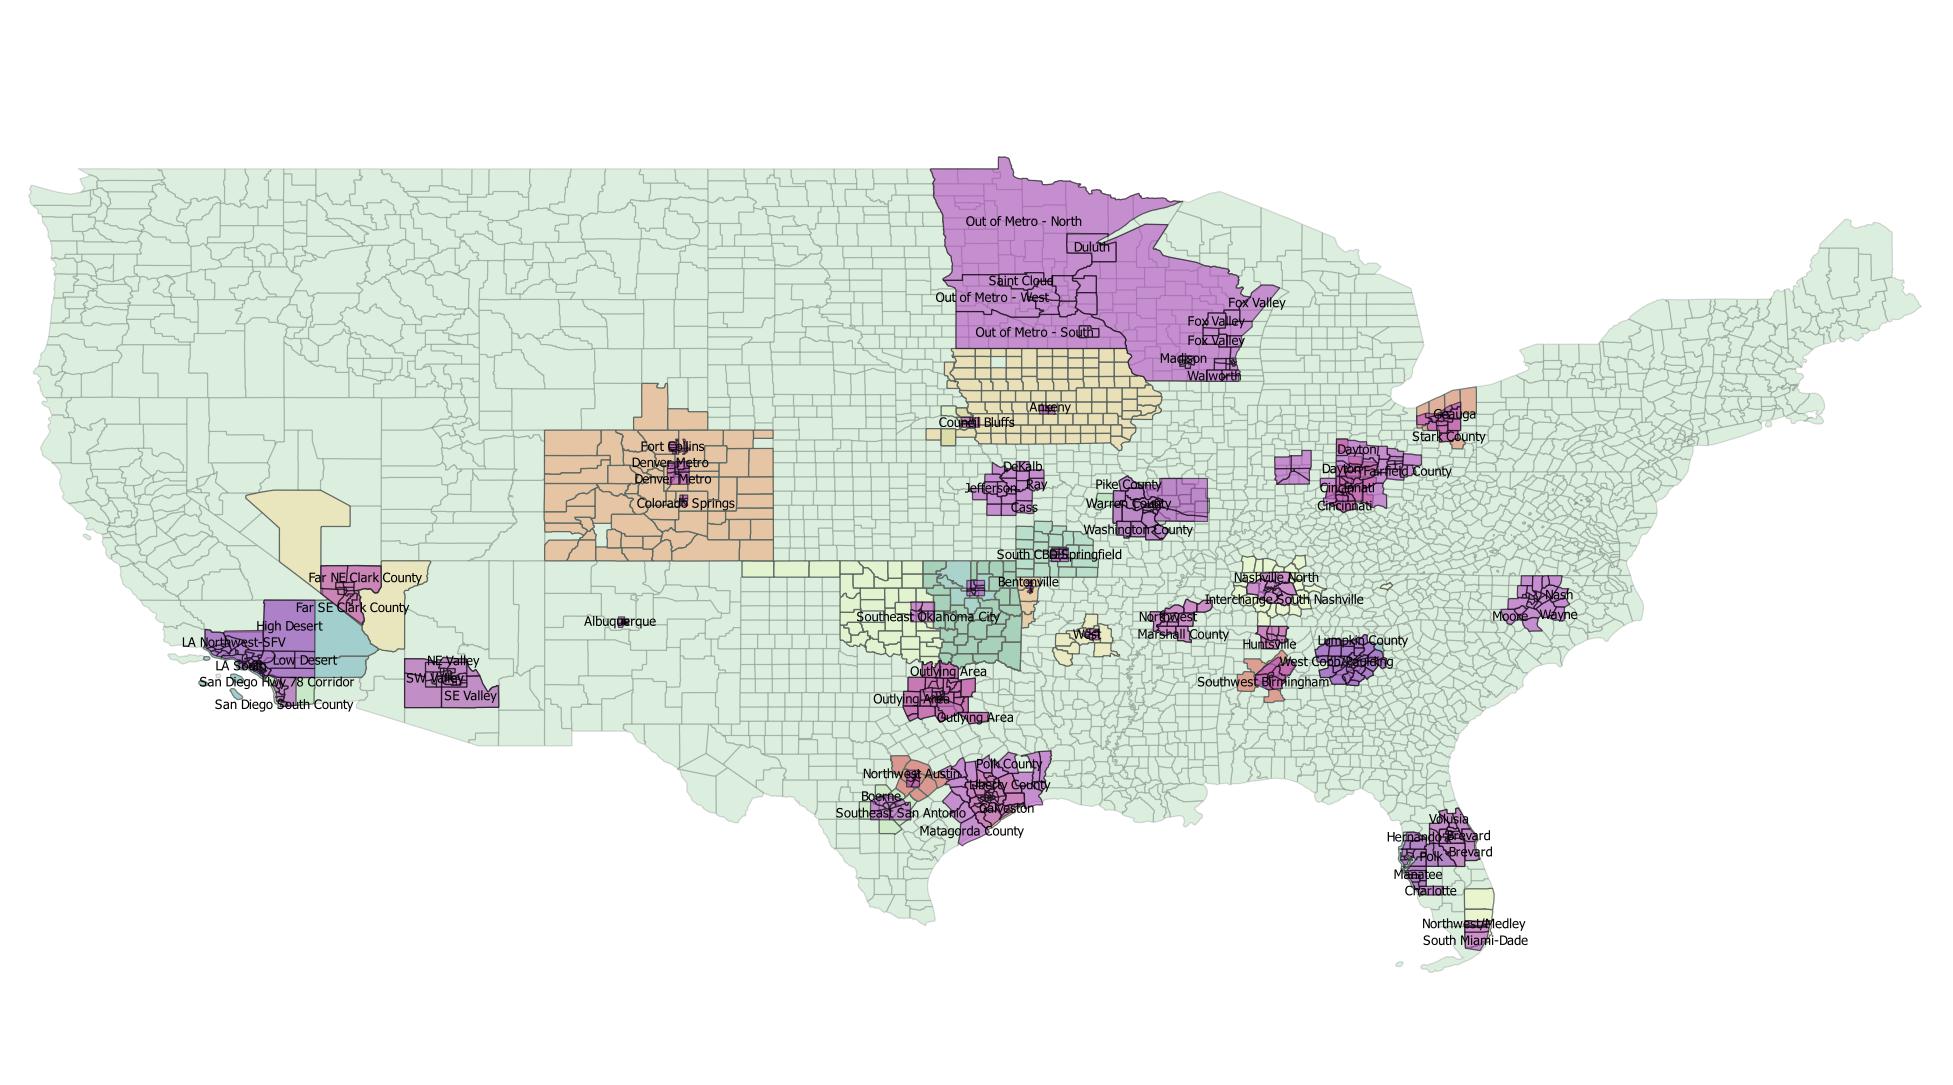 Out of Metro - North
Duluth
Saint Cloud
Out of Metro - West
Fox Valley
Fox Valley
Out of Metro - South
Fox Valley
Madison
Walworth
Ankeny
Council Bluffs
Geauga
Stark County
Fort Collins
Denver Metro
Denver Metro
Colorado Springs
DeKalb
Jefferson
Ray
Cass
Pike County
Warren County
Washington County
Dayton
Dayton
Fairfield County
Cincinnati
Cincinnati
South CBD Springfield
Bentonville
Nashville North
Interchange South Nashville
Far NE Clark County
Far SE Clark County
High Desert
LA Northwest-SFV
LA South
Low Desert
San Diego Hwy. 78 Corridor
San Diego South County
NE Valley
SW Valley
SE Valley
Albuquerque
Southeast Oklahoma City
West
Northwest
Marshall County
Huntsville
Lumpkin County
West Cobb/Paulding
Southwest Birmingham
Nash
Moore
Wayne
Outlying Area
Outlying Area
Outlying Area
Northwest Austin
Boerne
Southeast San Antonio
Polk County
Liberty County
Galveston
Matagorda County
Volusia
Hernando
Brevard
Polk
Brevard
Manatee
Charlotte
Northwest/Medley
South Miami-Dade